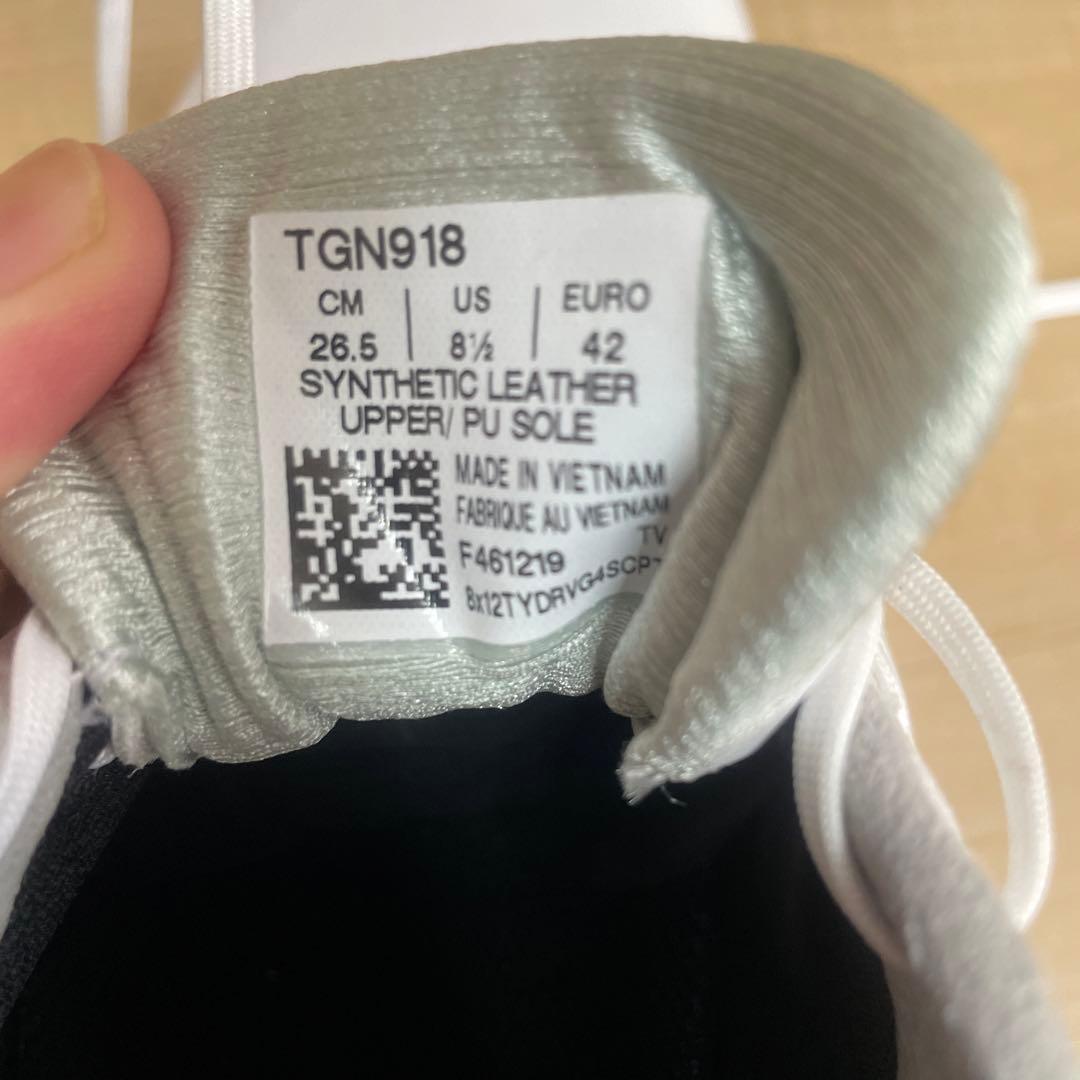 TGN918
CM | US | EURO
26.5 | 8½ | 42
SYNTHETIC LEATHER
UPPER/ PU SOLE
MADE IN VIETNAM
FABRIQUE AU VIETNAM
TV
F461219